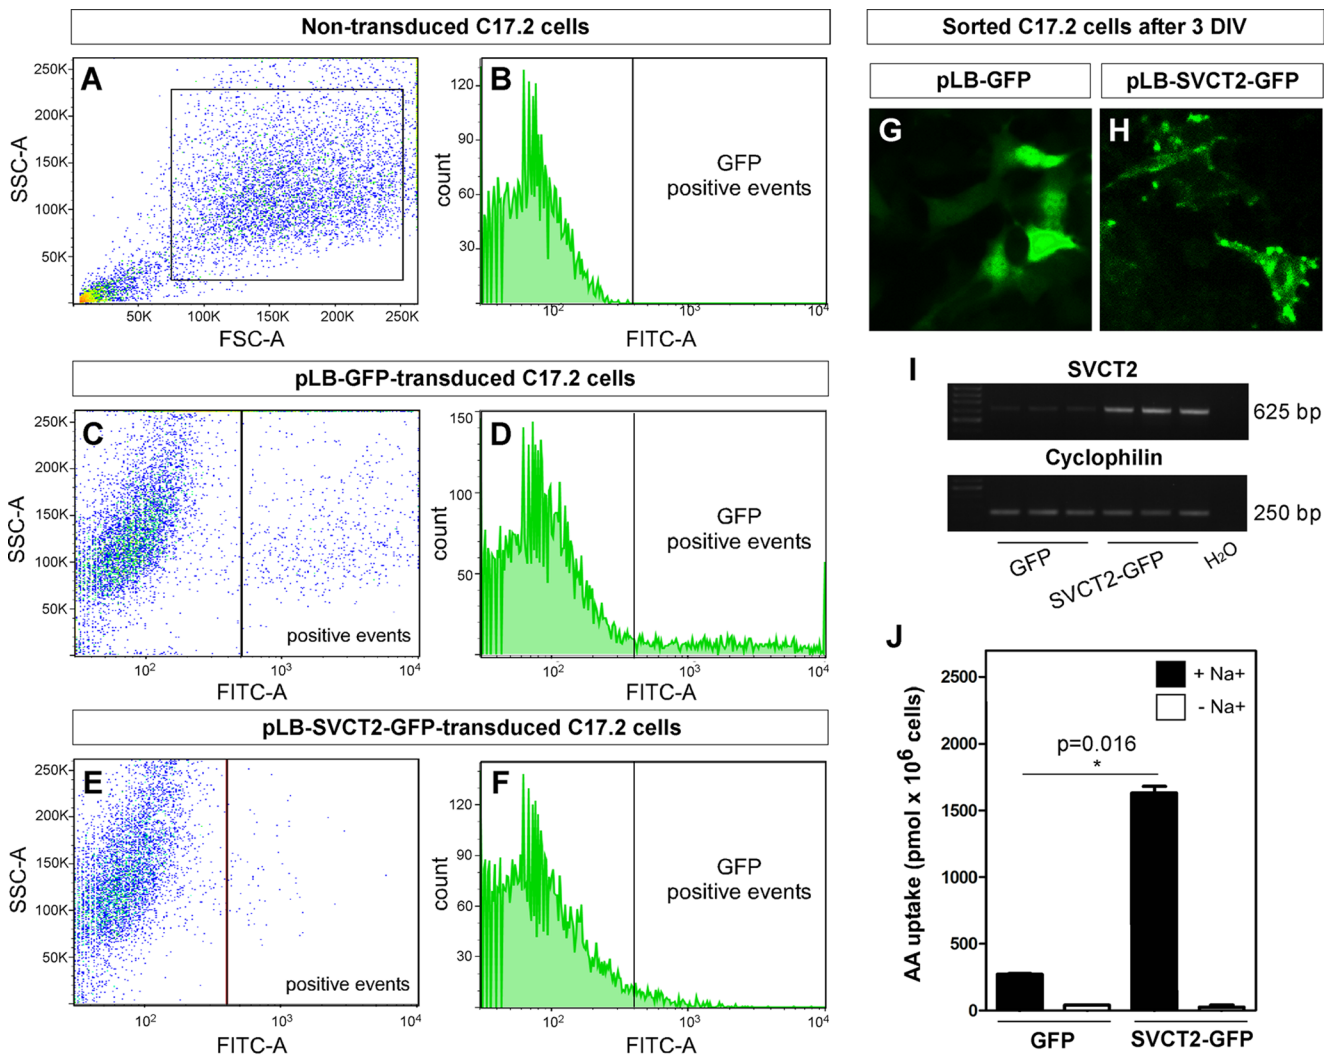 Non-transduced C17.2 cells
A
SSC-A
250K
200K
150K
100K
50K
50K 100K 150K 200K 250K
FSC-A
B
count
120
90
60
30
GFP
positive events
10² 10³ 10⁴
FITC-A
pLB-GFP-transduced C17.2 cells
C
SSC-A
250K
200K
150K
100K
50K
positive events
10² 10³ 10⁴
FITC-A
D
count
150
100
50
GFP
positive events
10² 10³ 10⁴
FITC-A
pLB-SVCT2-GFP-transduced C17.2 cells
E
SSC-A
250K
200K
150K
100K
50K
positive events
10² 10³ 10⁴
FITC-A
F
count
120
90
60
30
GFP
positive events
10² 10³ 10⁴
FITC-A
Sorted C17.2 cells after 3 DIV
pLB-GFP
pLB-SVCT2-GFP
G
H
I
SVCT2
625 bp
Cyclophilin
250 bp
GFP
SVCT2-GFP
H₂O
J
AA uptake (pmol x 10⁶ cells)
2500
2000
1500
1000
500
0
+ Na+
- Na+
p=0.016
*
GFP
SVCT2-GFP